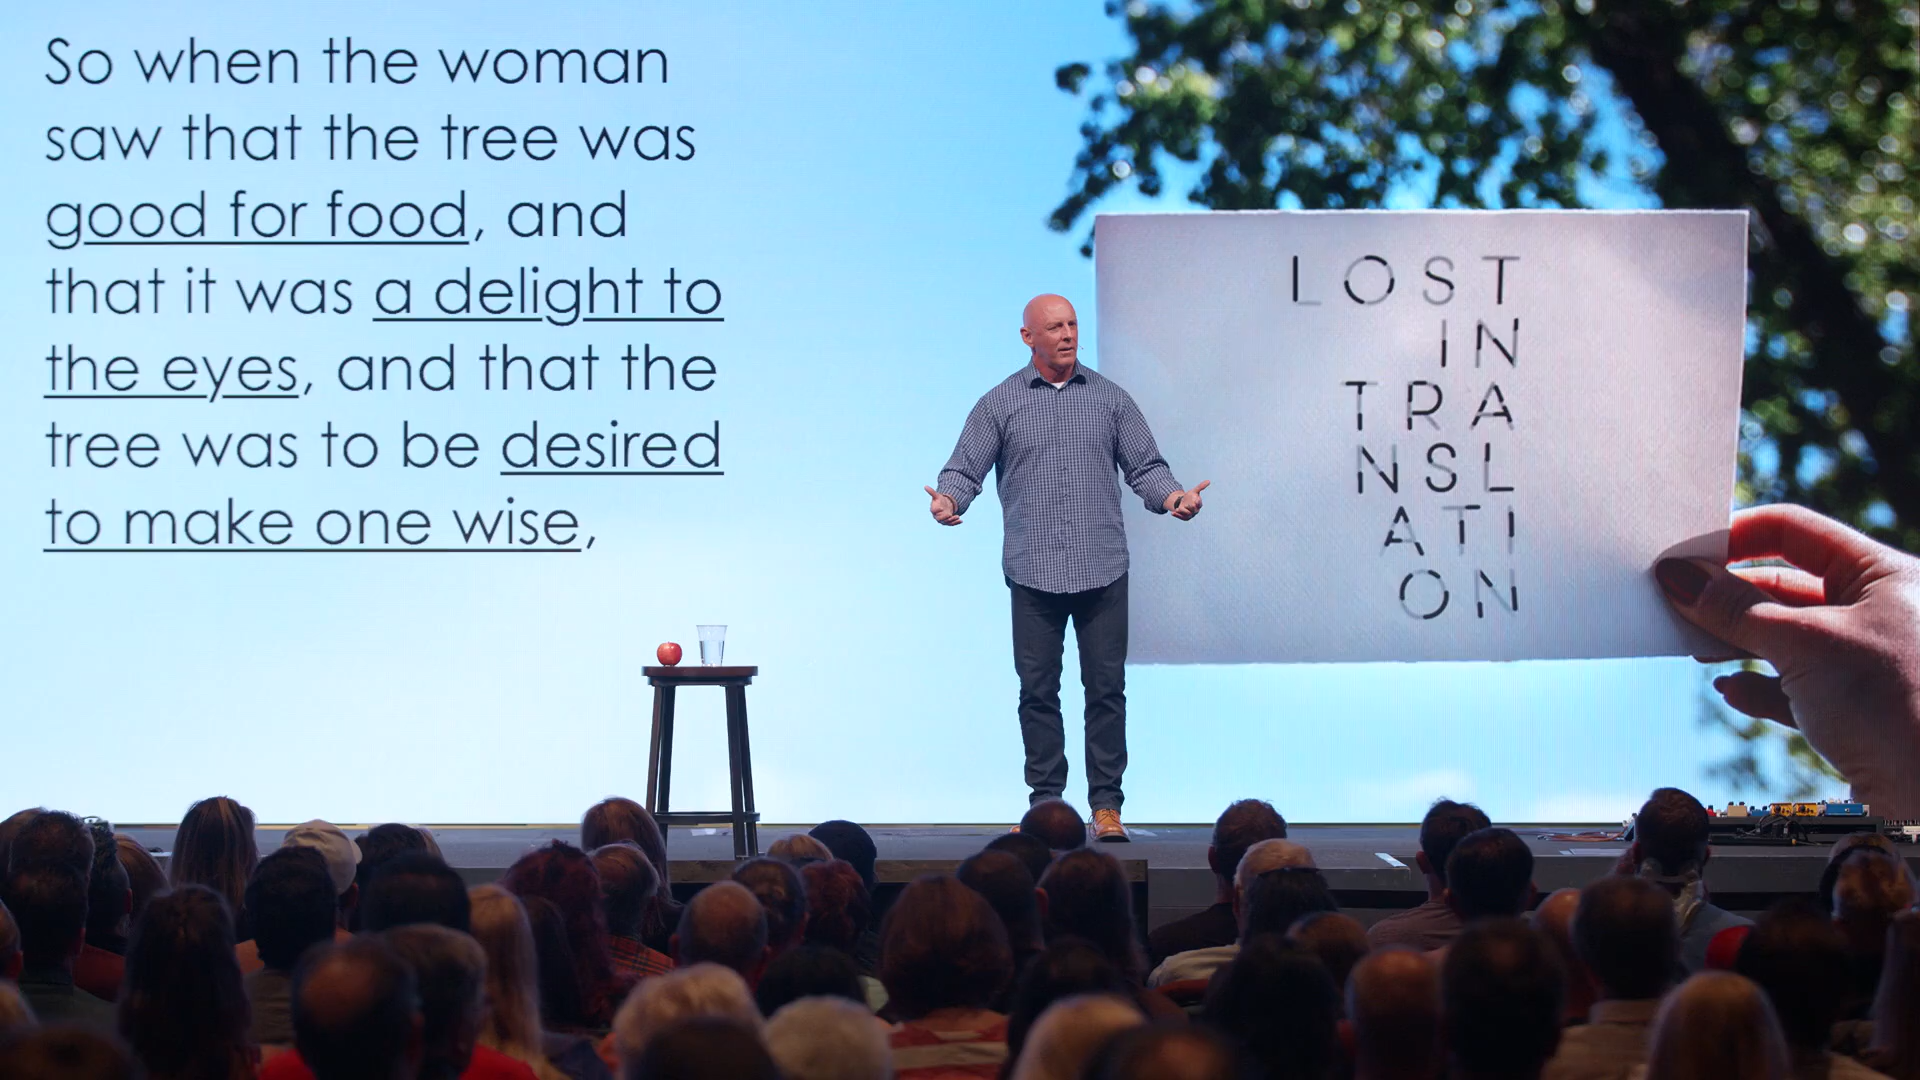 So when the woman
saw that the tree was
good for food, and
that it was a delight to
the eyes, and that the
tree was to be desired
to make one wise,
LOST
IN
TRA
NSL
ATI
ON